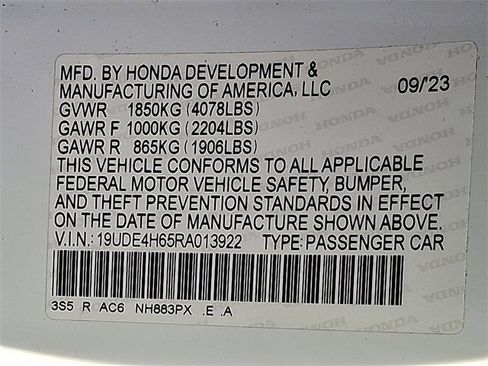 MFD. BY HONDA DEVELOPMENT &
MANUFACTURING OF AMERICA, LLC 09/23
GVWR 1850KG (4078LBS)
GAWR F 1000KG (2204LBS)
GAWR R 865KG (1906LBS)
THIS VEHICLE CONFORMS TO ALL APPLICABLE
FEDERAL MOTOR VEHICLE SAFETY, BUMPER,
AND THEFT PREVENTION STANDARDS IN EFFECT
ON THE DATE OF MANUFACTURE SHOWN ABOVE.
V.I.N.: 19UDE4H65RA013922 TYPE: PASSENGER CAR
3S5 R AC6 NH883PX .E .A